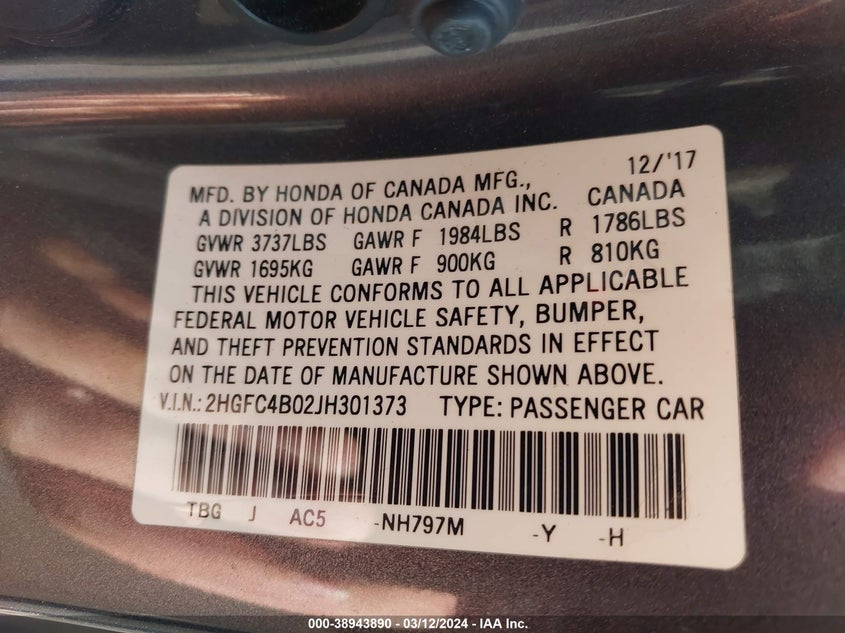 12/'17
MFD. BY HONDA OF CANADA MFG.,
A DIVISION OF HONDA CANADA INC. CANADA
GVWR 3737LBS GAWR F 1984LBS R 1786LBS
GVWR 1695KG GAWR F 900KG R 810KG
THIS VEHICLE CONFORMS TO ALL APPLICABLE
FEDERAL MOTOR VEHICLE SAFETY, BUMPER,
AND THEFT PREVENTION STANDARDS IN EFFECT
ON THE DATE OF MANUFACTURE SHOWN ABOVE.
V.I.N.: 2HGFC4B02JH301373 TYPE: PASSENGER CAR
TBG J AC5 -NH797M -Y -H
000-38943890 - 03/12/2024 - IAA Inc.